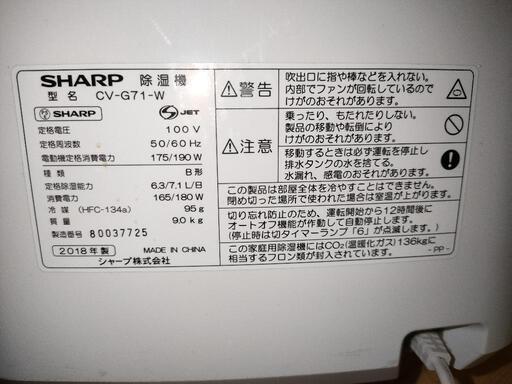 SHARP 除湿機
型名 CV-G71-W
SHARP
JET
定格電圧 100V
定格周波数 50/60Hz
電動機定格消費電力 175/190W
種類 B形
定格除湿能力 6.3/7.1L/日
消費電力 165/180W
冷媒 (HFC-134a) 95g
質量 9.0kg
製造番号 80037725
2018年製 MADE IN CHINA
シャープ株式会社
警告
吹出口に指や棒などを入れない。
内部でファンが回転しているので
けがのおそれがあります。
注意
乗ったり、もたれたりしない。
製品の移動や転倒により
けがのおそれがあります。
移動するときは必ず運転を停止し
排水タンクの水を捨てる。
水漏れ、感電のおそれがあります。
この製品は部屋全体を冷やすことはできません。
閉めきった場所で使われた場合は室温が上がります。
切り忘れ防止のため、運転開始から12時間後に
オートオフ機能が作動して自動停止します。
(停止時は切タイマーランプ「6」が点滅します。)
この家庭用除湿機にはCO₂(温暖化ガス)136kgに
相当するフロン類が封入されています。
- PP -